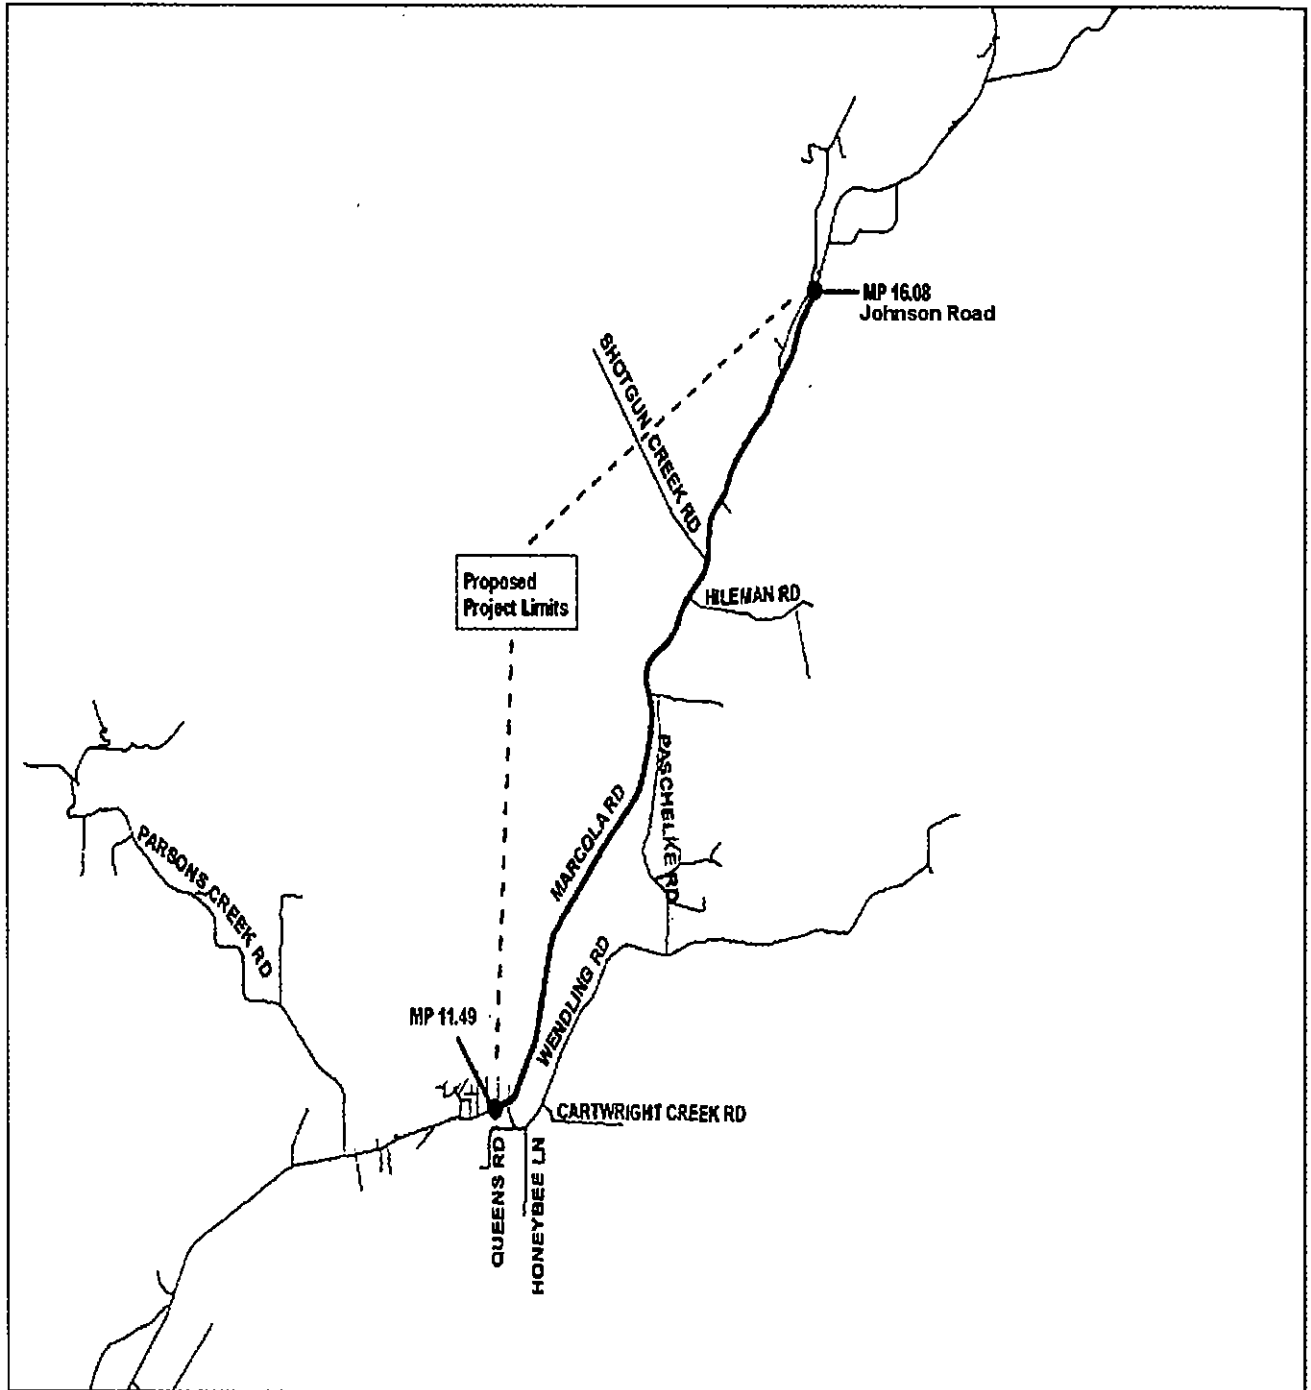 MP 16.08
Johnson Road
SHOTGUN CREEK RD
Proposed
Project Limits
HILEMAN RD
PASCHELKE RD
MARCOLA RD
PARSONS CREEK RD
WENDLING RD
MP 11.49
CARTWRIGHT CREEK RD
QUEENS RD
HONEYBEE LN